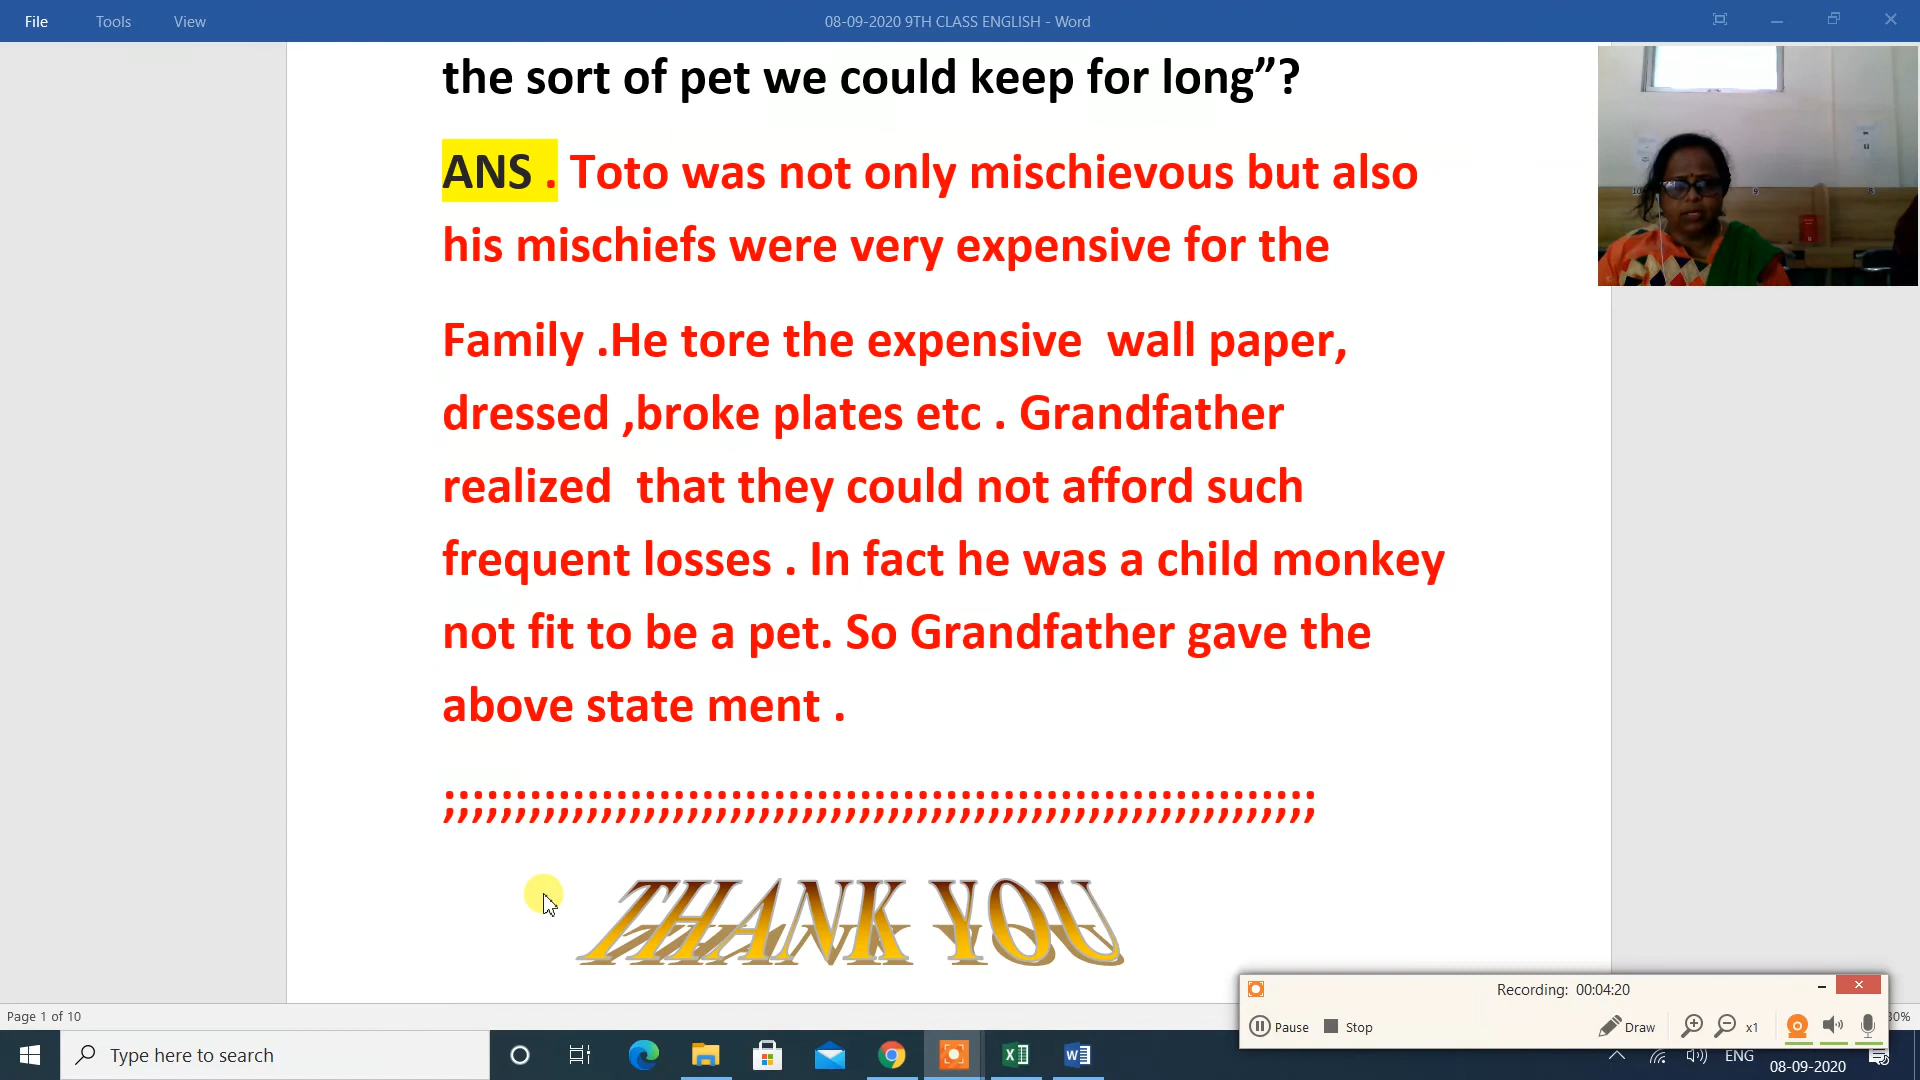 File Tools View 08-09-2020 9TH CLASS ENGLISH - Word
the sort of pet we could keep for long”?
ANS . Toto was not only mischievous but also
his mischiefs were very expensive for the
Family .He tore the expensive wall paper,
dressed ,broke plates etc . Grandfather
realized that they could not afford such
frequent losses . In fact he was a child monkey
not fit to be a pet. So Grandfather gave the
above state ment .
;;;;;;;;;;;;;;;;;;;;;;;;;;;;;;;;;;;;;;;;;;;;;;;;;;;;;;;;;;;;;
THANK YOU
Recording: 00:04:20
Pause Stop Draw x1
Page 1 of 10
Type here to search
ENG
08-09-2020